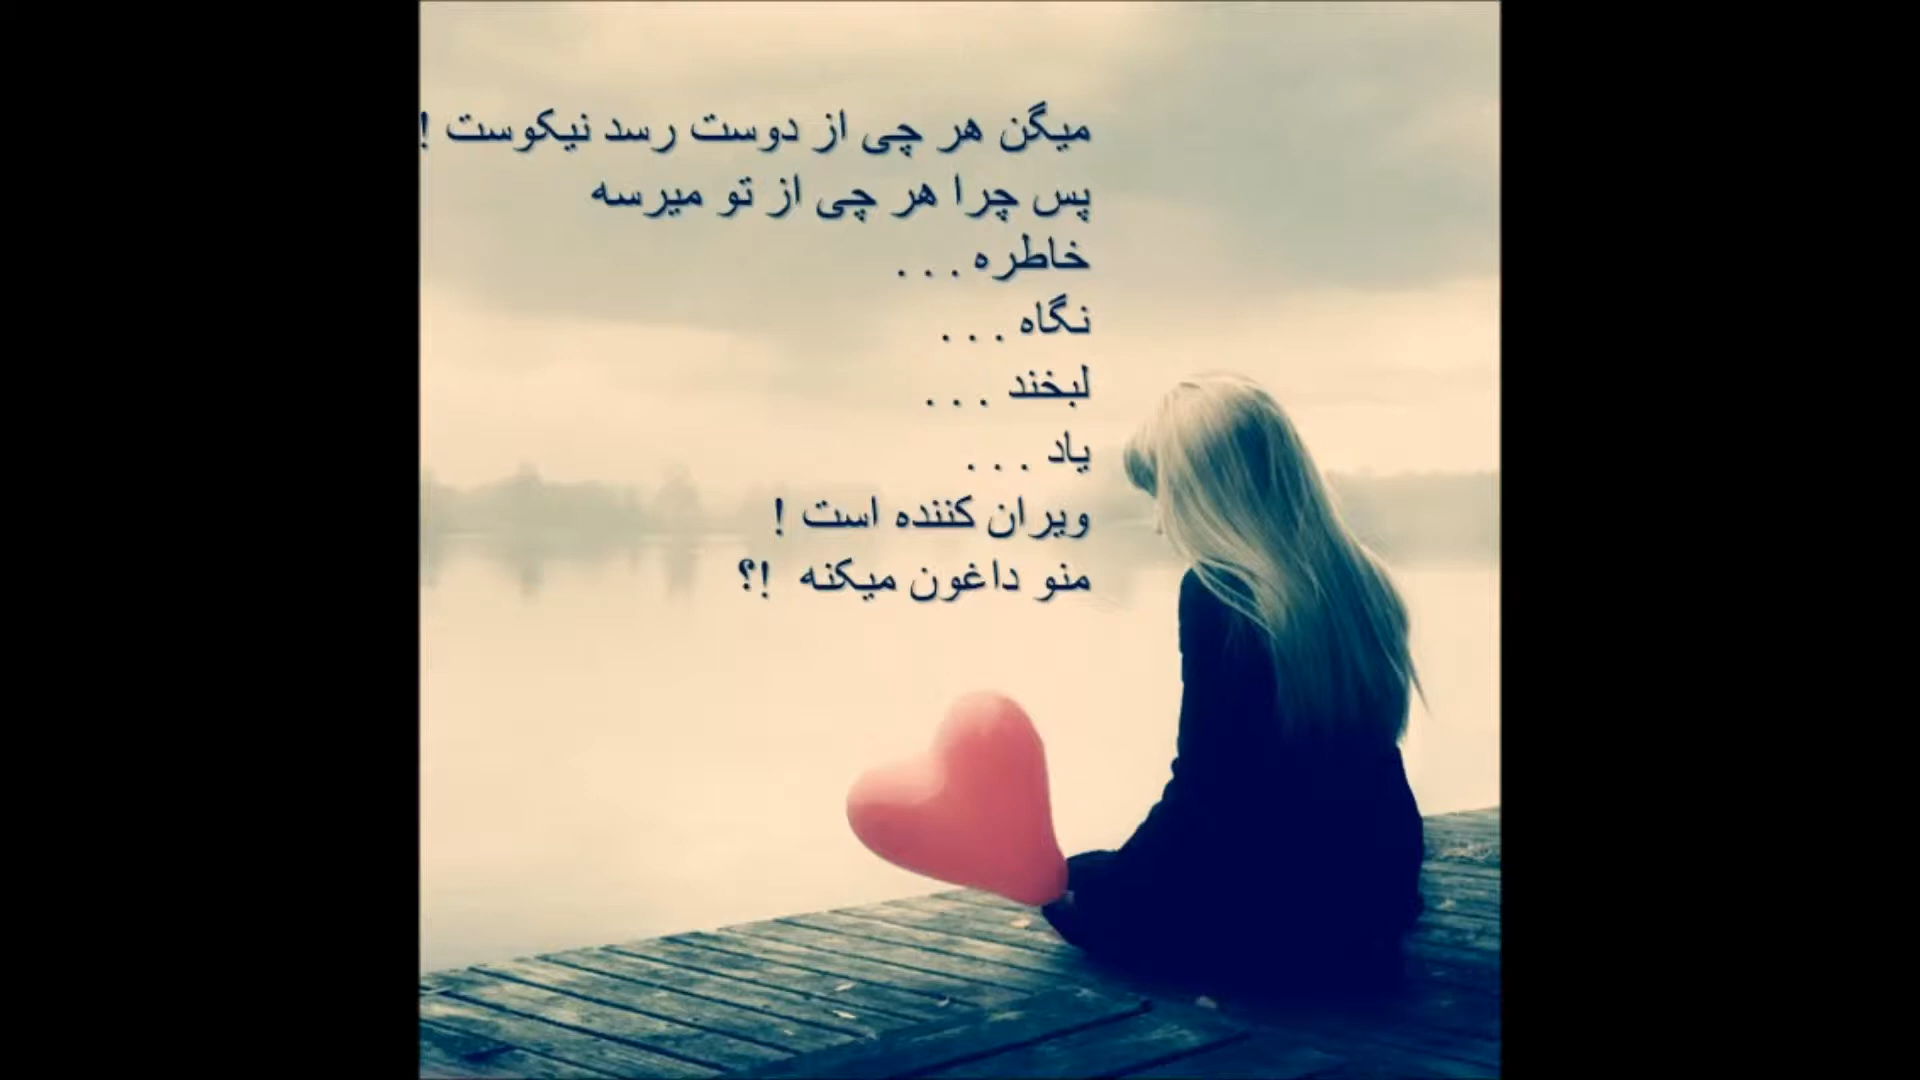 میگن هر چی از دوست رسد نیکوست !
پس چرا هر چی از تو میرسه
خاطره . . .
نگاه . . .
لبخند . . .
یاد . . .
ویران کننده است !
منو داغون میکنه !؟